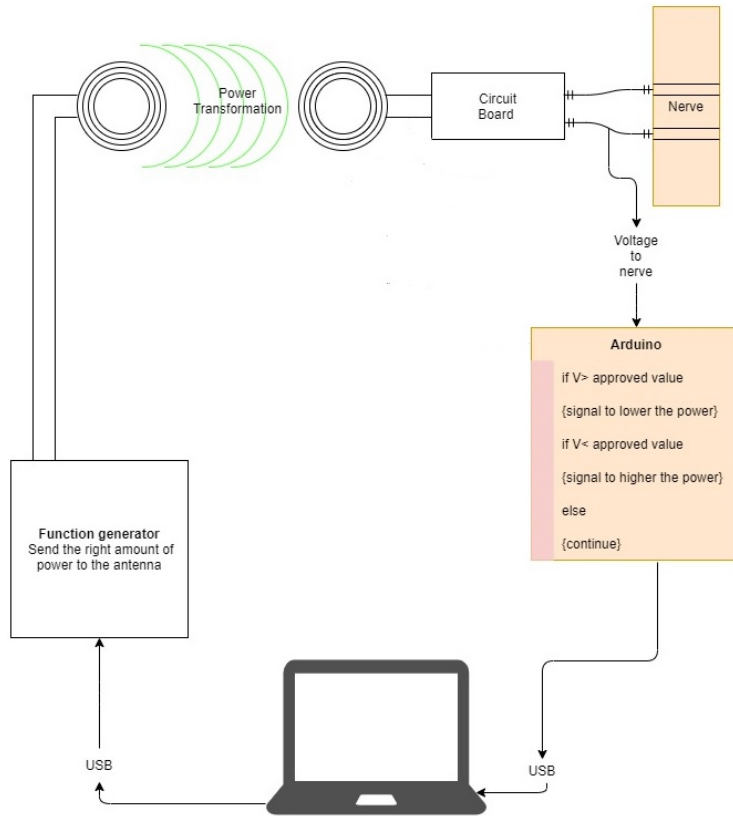 Power
Transformation
Circuit
Board
Nerve
Voltage
to
nerve
Arduino
if V> approved value
{signal to lower the power}
if V< approved value
{signal to higher the power}
else
{continue}
Function generator
Send the right amount of
power to the antenna
USB
USB